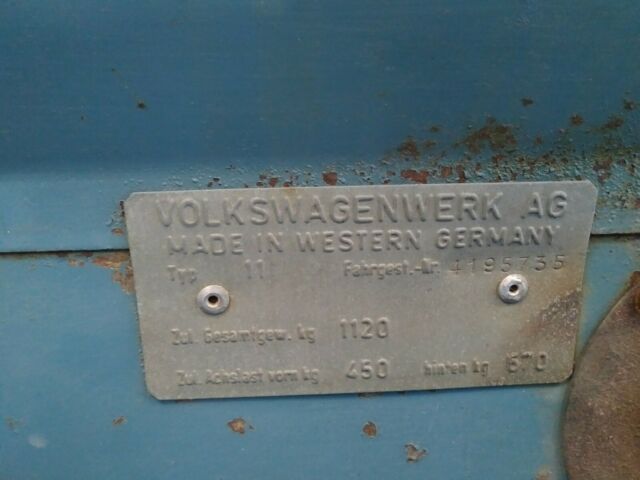 VOLKSWAGENWERK AG
MADE IN WESTERN GERMANY
Typ 11 Fahrgest.-Nr. 4195735
Zul. Gesamtgew. kg 1120
Zul. Achslast vorn kg 450 hinten kg 670